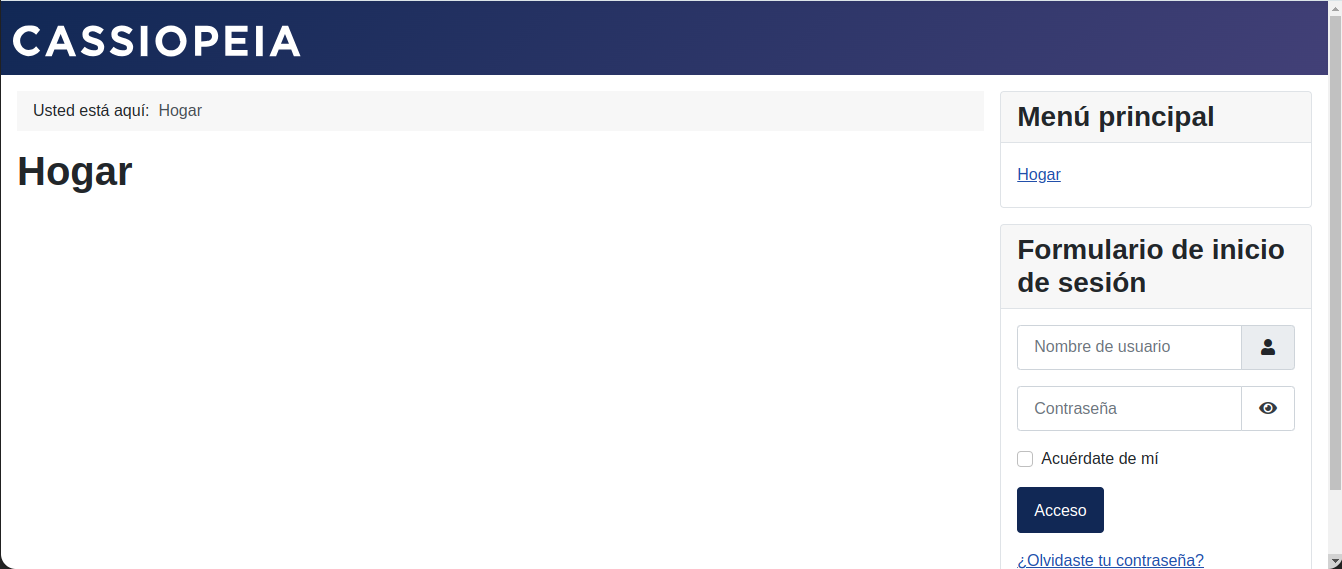 CASSIOPEIA
Usted está aquí: Hogar
Hogar
Menú principal
Hogar
Formulario de inicio
de sesión
Nombre de usuario
Contraseña
Acuérdate de mí
Acceso
¿Olvidaste tu contraseña?